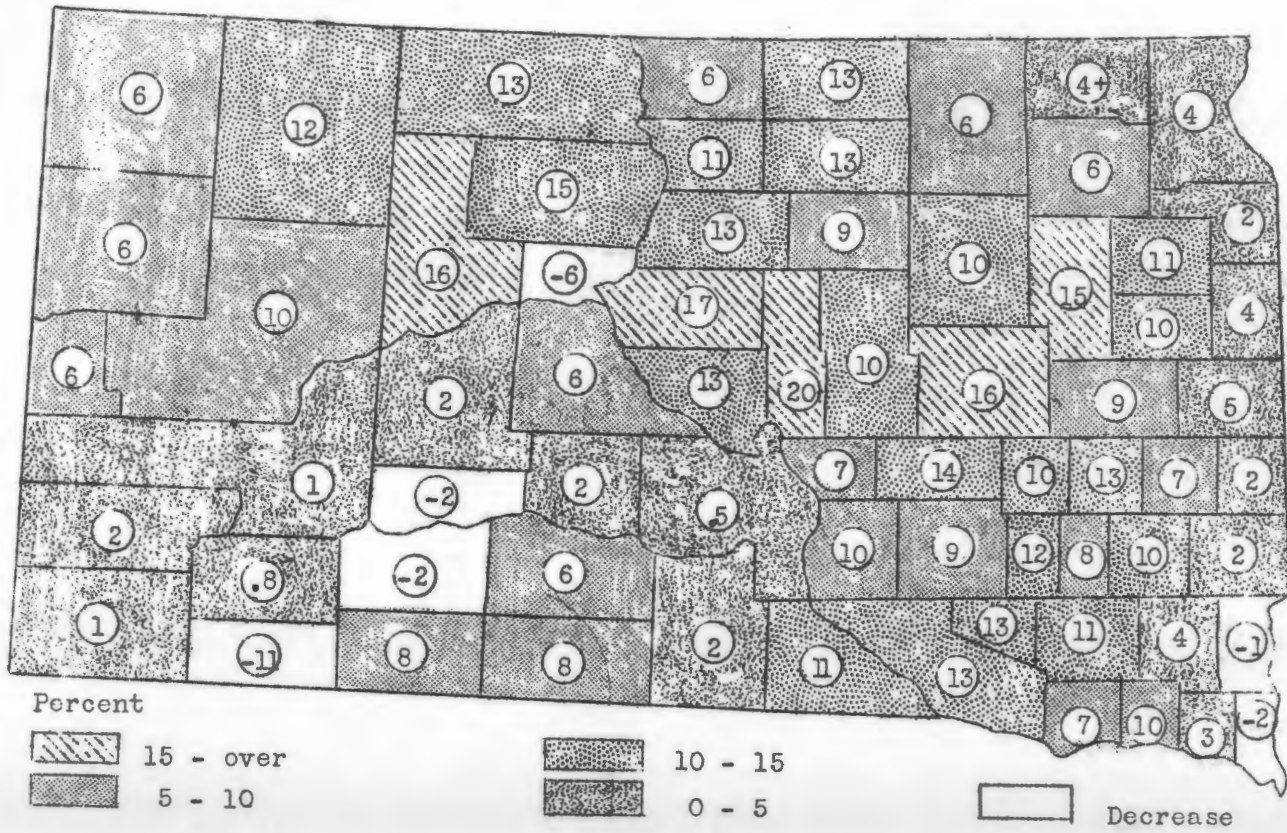 6 12 13 6 13 6 4+ 4
11 13 6
15
6 16 13 9 10 2
-6 15 11
10 17 10 4
6 2 6 13 20 10 16 9 5
1 -2 2 .5 7 14 10 13 7 2
2 .8 -2 6 10 9 12 8 10 2
1 -11 8 8 2 11 13 13 11 4 -1
7 10 3 -2
Percent
15 - over
10 - 15
5 - 10
0 - 5
Decrease